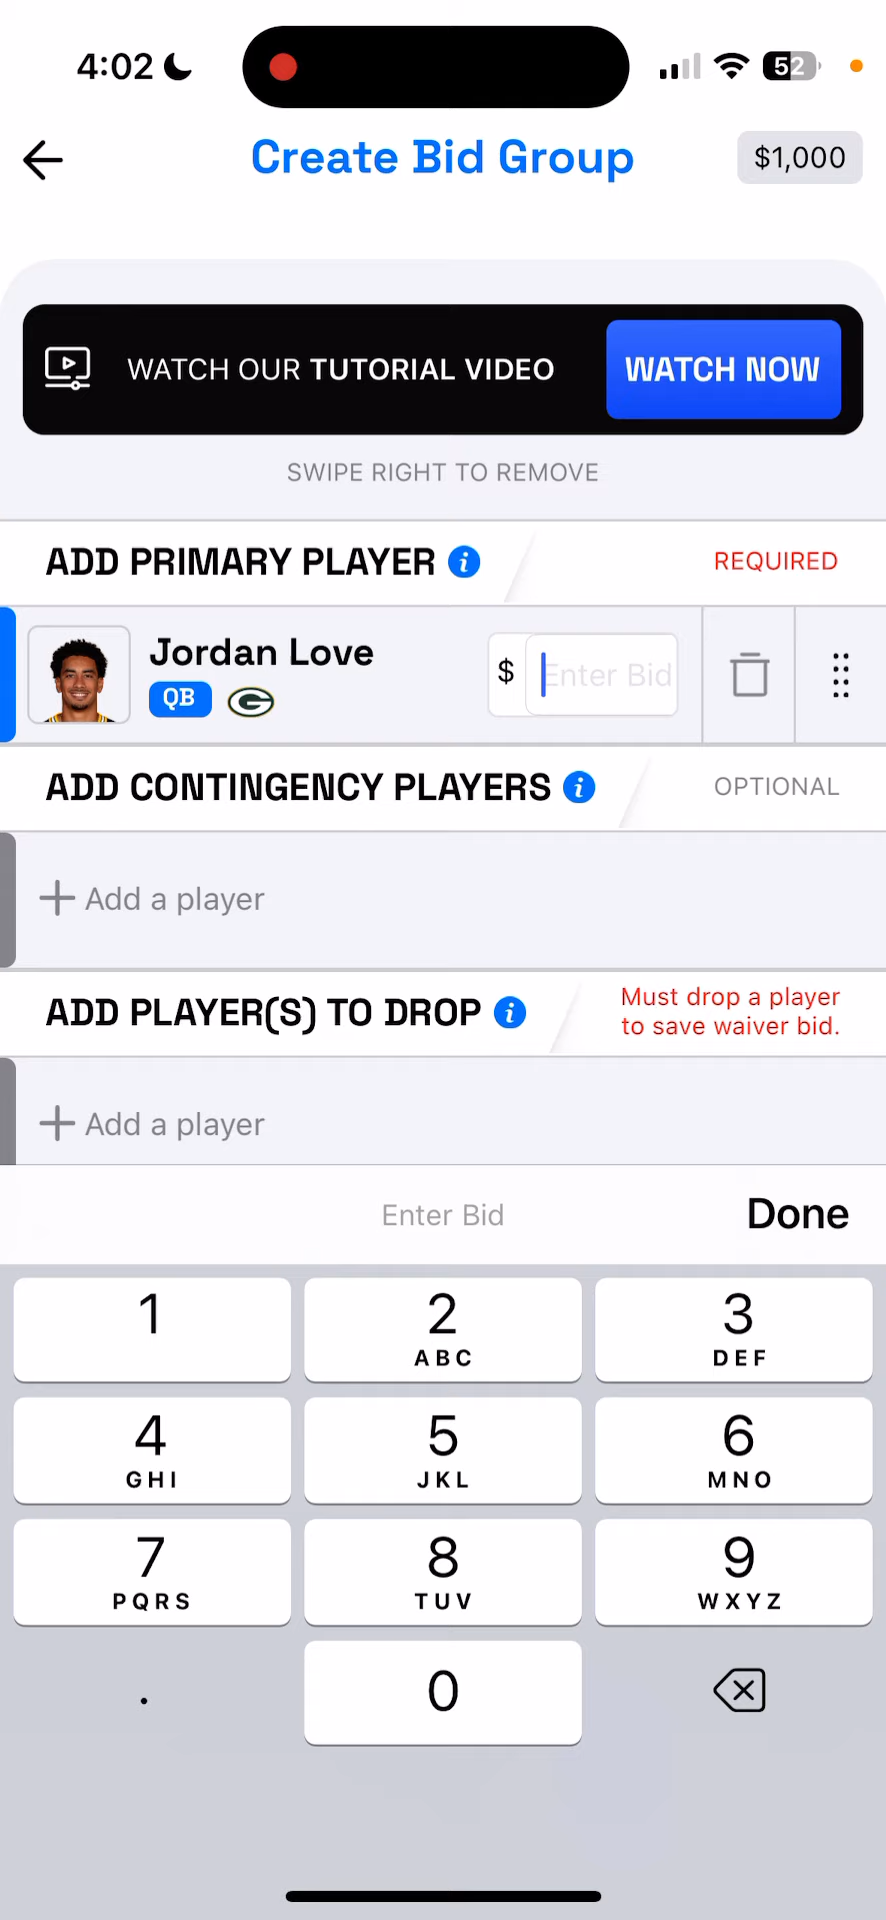 4:02
52
Create Bid Group
$1,000
WATCH OUR TUTORIAL VIDEO
WATCH NOW
SWIPE RIGHT TO REMOVE
ADD PRIMARY PLAYER i
REQUIRED
Jordan Love
QB
G
$
Enter Bid
ADD CONTINGENCY PLAYERS i
OPTIONAL
+ Add a player
ADD PLAYER(S) TO DROP i
Must drop a player
to save waiver bid.
+ Add a player
Enter Bid
Done
1
2
ABC
3
DEF
4
GHI
5
JKL
6
MNO
7
PQRS
8
TUV
9
WXYZ
.
0